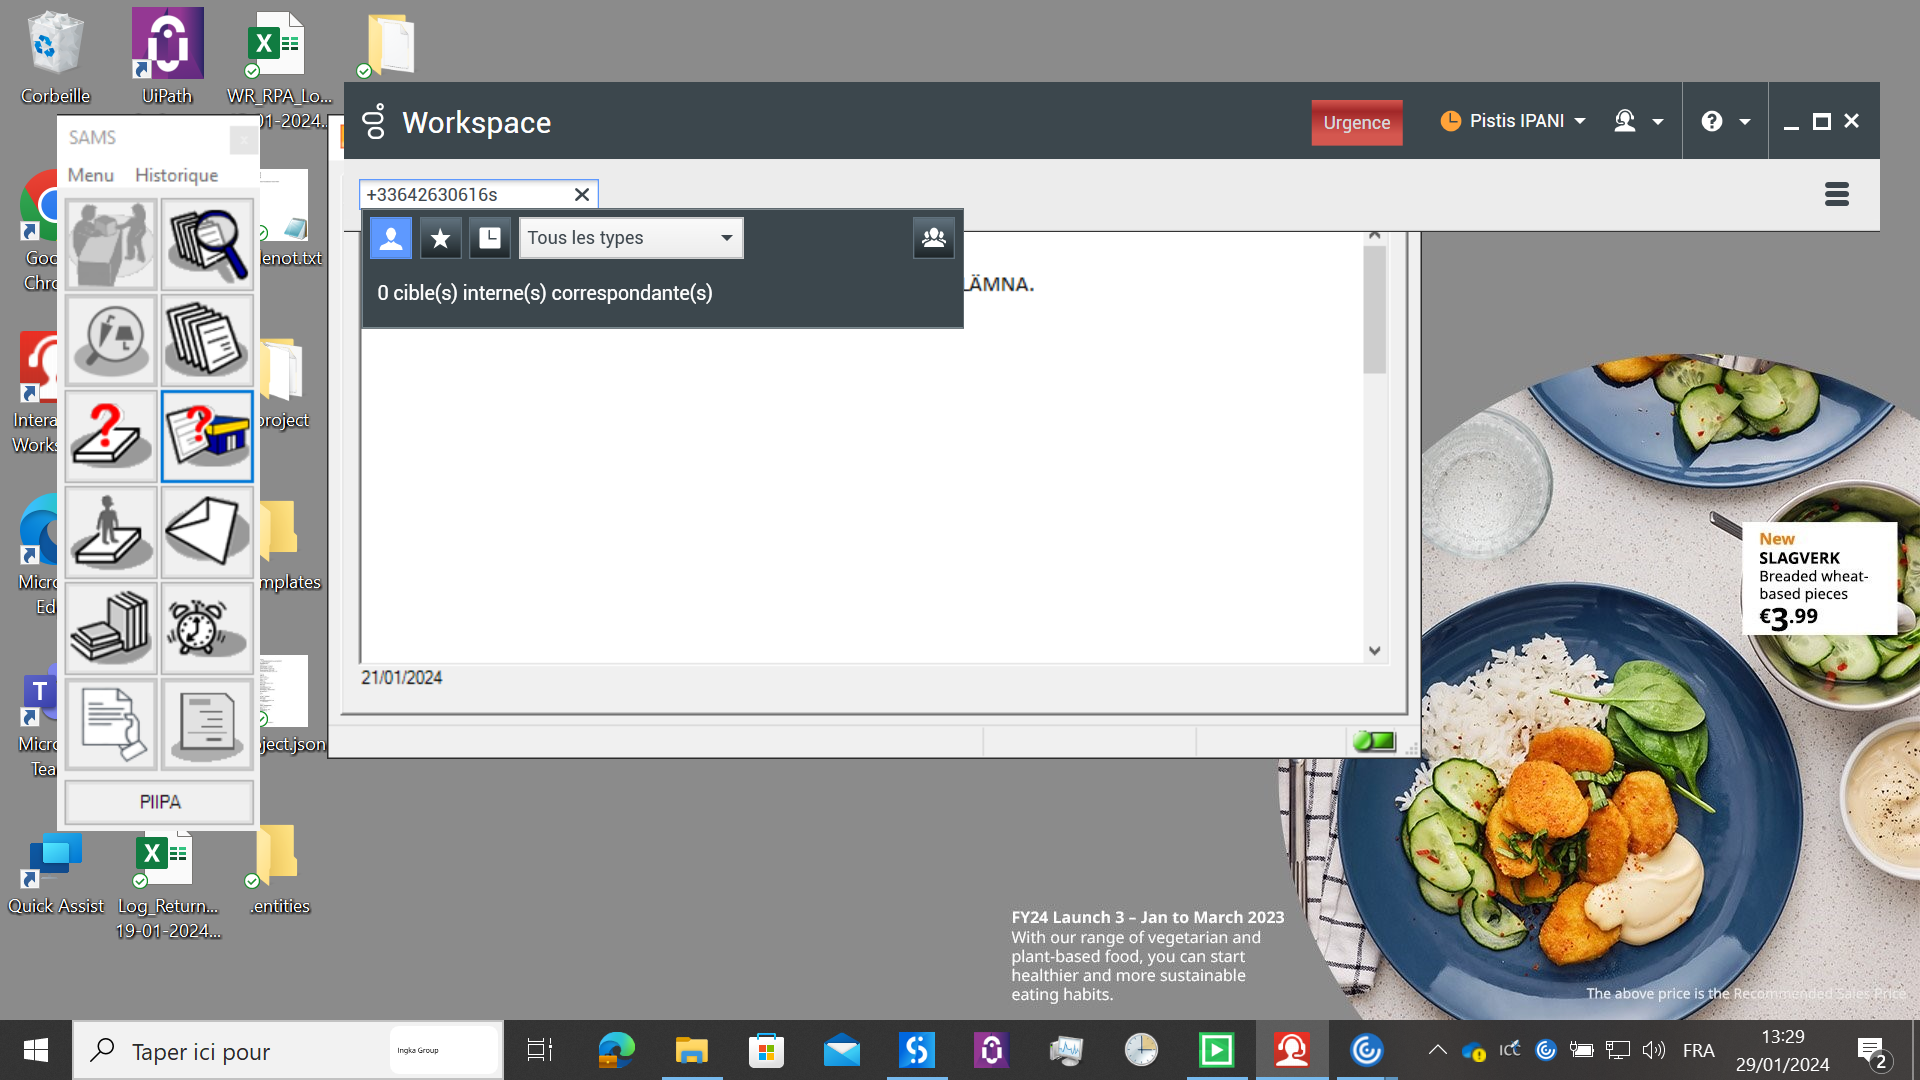 Corbeille
UiPath
WR_RPA_Lo...
01-2024...
Workspace
Urgence
Pistis IPANI
SAMS
Menu
Historique
+33642630616s
Tous les types
0 cible(s) interne(s) correspondante(s)
LÄMNA.
Goo
Chro
enot.txt
Intera
Works
project
Micro
Ed
mplates
Micro
Tea
ject.json
PIIPA
21/01/2024
Quick Assist
Log_Return...
19-01-2024...
.entities
New
SLAGVERK
Breaded wheat-
based pieces
€3.99
FY24 Launch 3 – Jan to March 2023
With our range of vegetarian and
plant-based food, you can start
healthier and more sustainable
eating habits.
The above price is the Recommended Sales Price
Taper ici pour
Ingka Group
FRA
13:29
29/01/2024
2